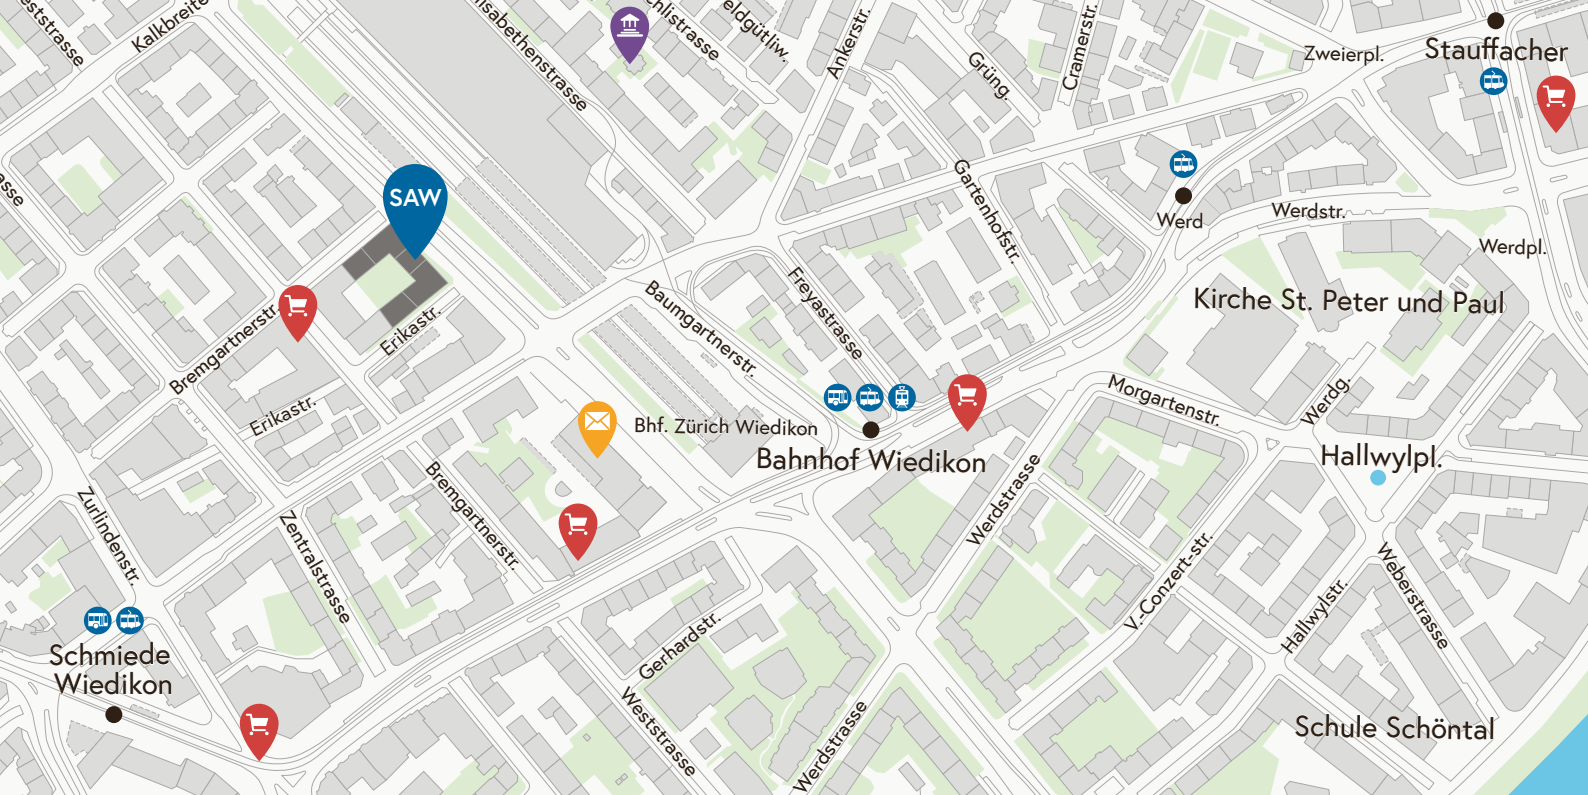 Kalkbreite
Ankerstr.
Cramerstr.
Grüng.
Zweierpl.
Stauffacher
SAW
Gartenhofstr.
Werd
Werdstr.
Werdpl.
Kirche St. Peter und Paul
Freyastrasse
Baumgartnerstr.
Bremgartnerstr.
Erikastr.
Erikastr.
Morgartenstr.
Werdg.
Bhf. Zürich Wiedikon
Bahnhof Wiedikon
Hallwylpl.
Werdstrasse
Bremgartnerstr.
Zurlindenstr.
Zentralstrasse
V.-Conzert-str.
Weberstrasse
Hallwylstr.
Gerhardstr.
Schmiede
Wiedikon
Weststrasse
Werdstrasse
Schule Schöntal